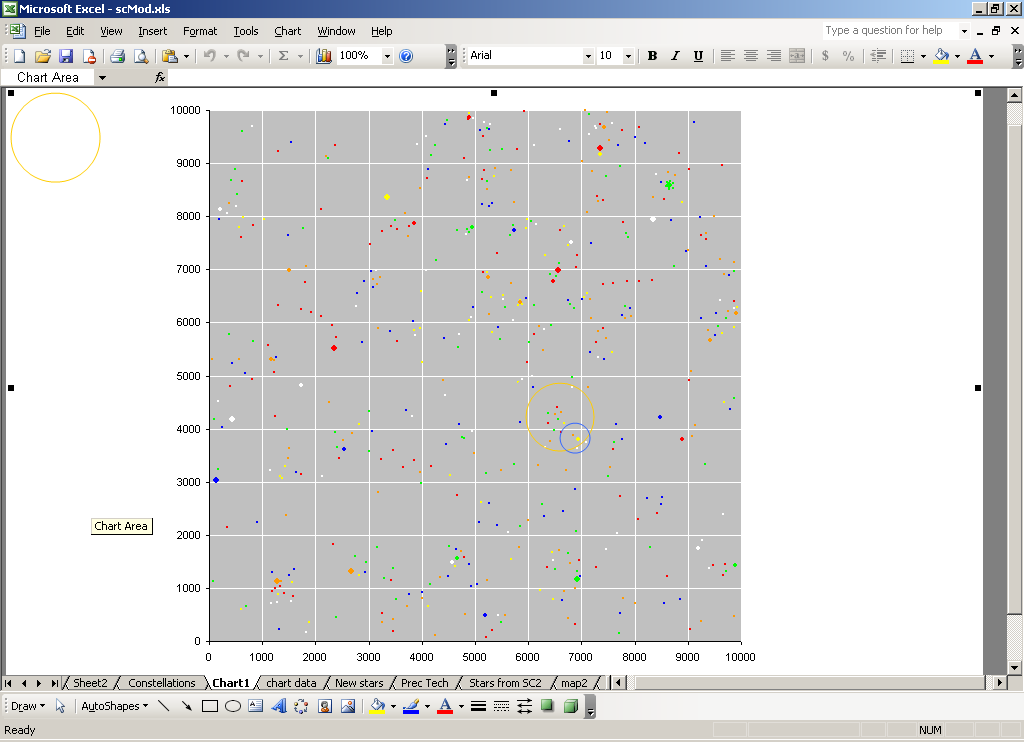 Microsoft Excel - scMod.xls
File Edit View Insert Format Tools Chart Window Help Type a question for help
Σ 100% ? Arial 10 B I U $ %
Chart Area fx
10000
9000
8000
7000
6000
5000
4000
3000
2000
1000
0
0 1000 2000 3000 4000 5000 6000 7000 8000 9000 10000
Chart Area
Sheet2 Constellations Chart1 chart data New stars Prec Tech Stars from SC2 map2
Draw AutoShapes A A
Ready NUM